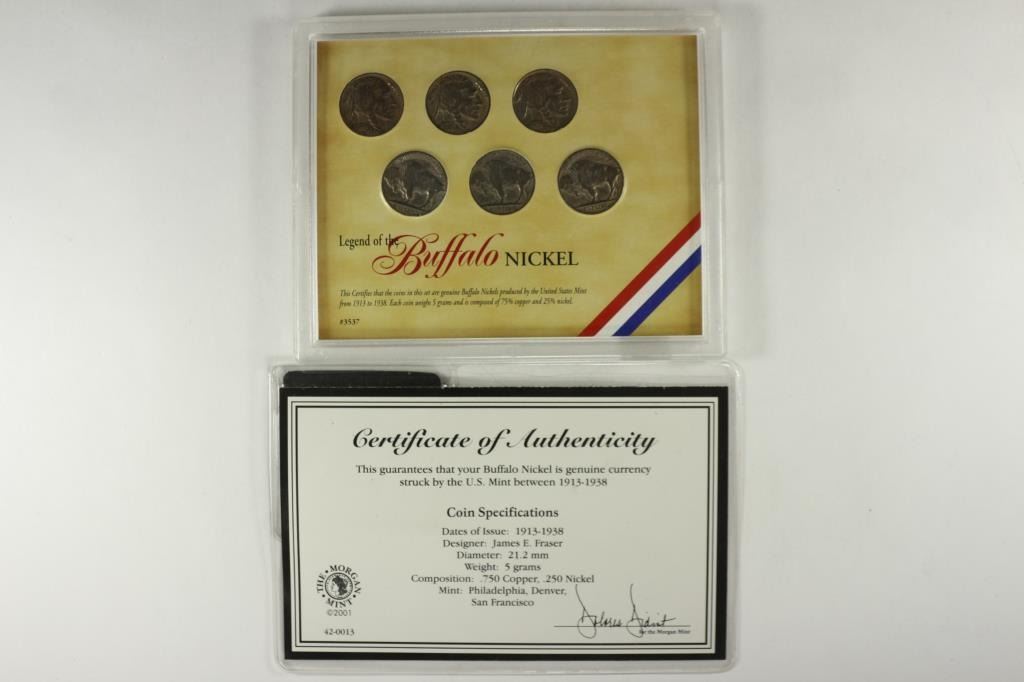 Legend of the
Buffalo NICKEL
This Certifies that the coins in this set are genuine Buffalo Nickels produced by the United States Mint
from 1913 to 1938. Each coin weighs 5 grams and is composed of 75% copper and 25% nickel.
#3537
Certificate of Authenticity
This guarantees that your Buffalo Nickel is genuine currency
struck by the U.S. Mint between 1913-1938
Coin Specifications
Dates of Issue: 1913-1938
Designer: James E. Fraser
Diameter: 21.2 mm
Weight: 5 grams
Composition: .750 Copper, .250 Nickel
Mint: Philadelphia, Denver,
San Francisco
THE MORGAN
MINT
©2001
42-0013
Dolores
for the Morgan Mint